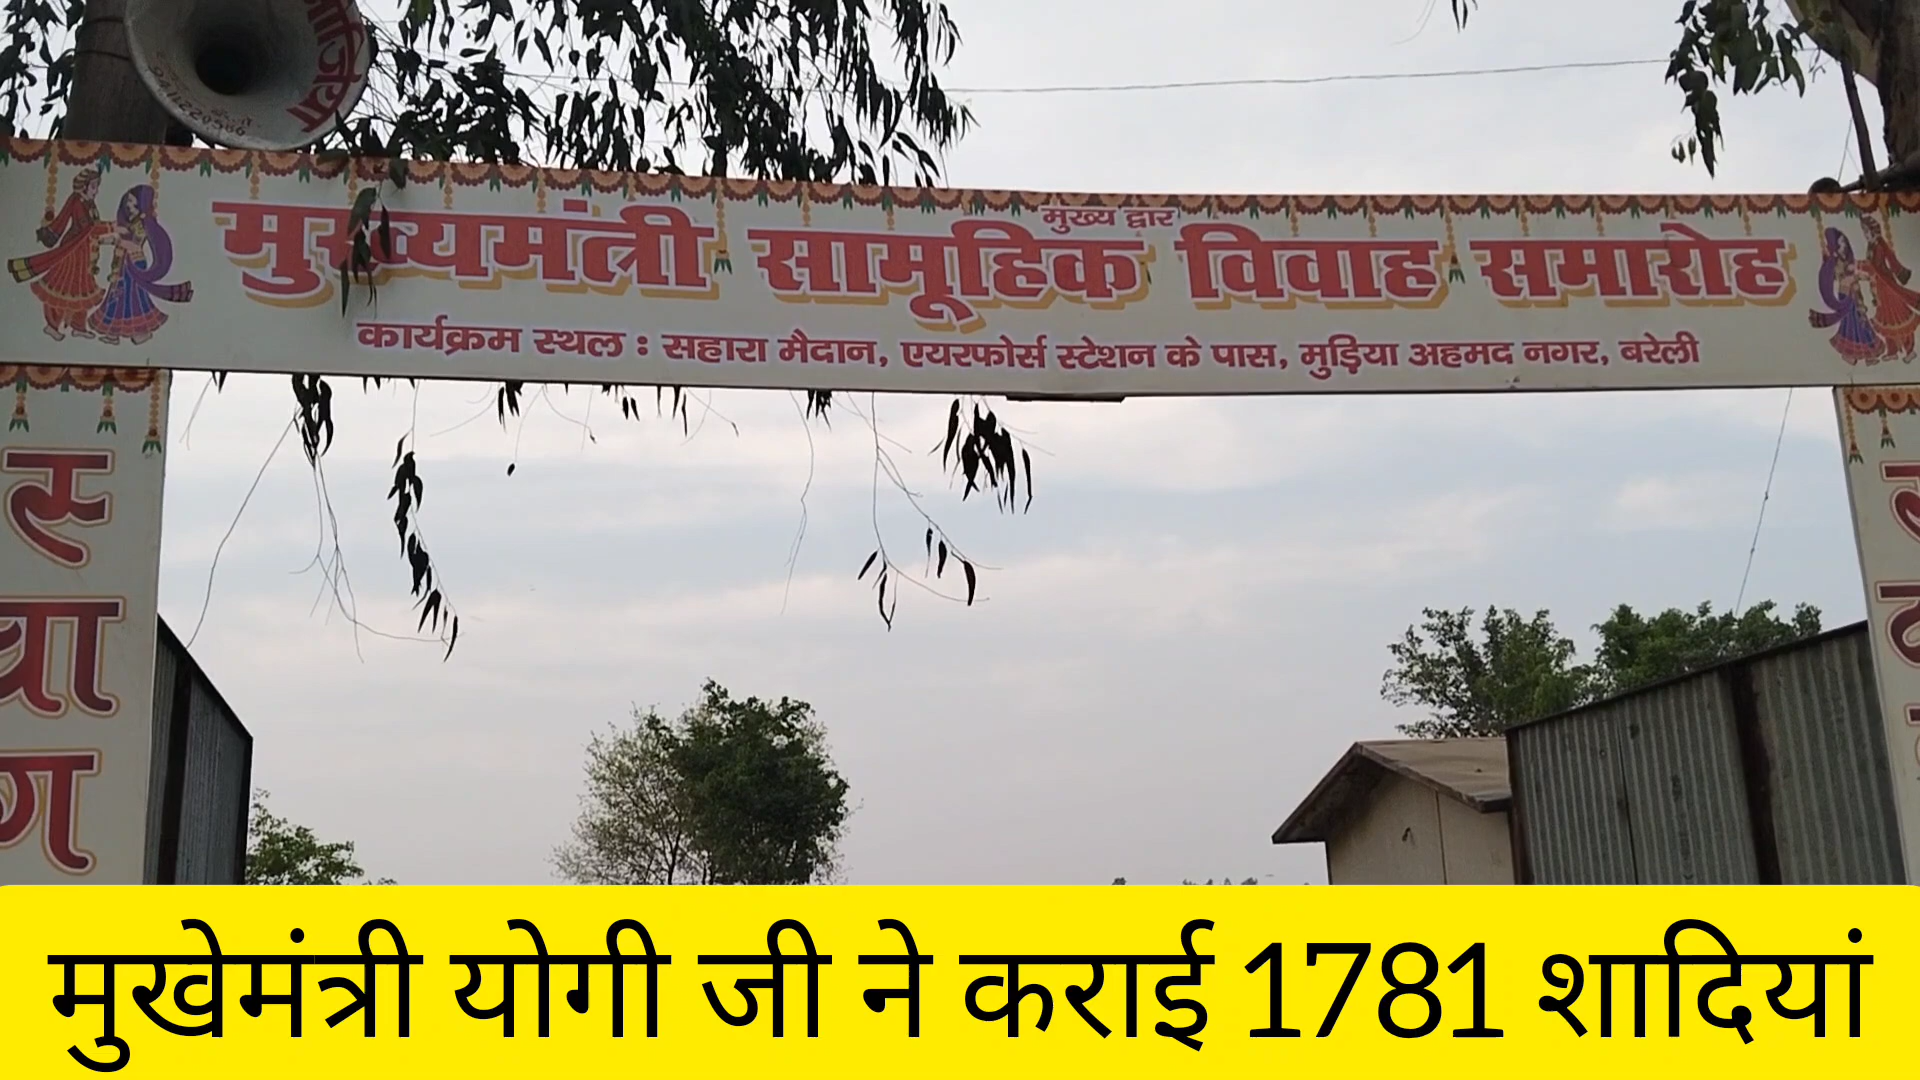 मुख्य द्वार
मुख्यमंत्री सामूहिक विवाह समारोह
कार्यक्रम स्थल : सहारा मैदान, एयरफोर्स स्टेशन के पास, मुड़िया अहमद नगर, बरेली
मुखेमंत्री योगी जी ने कराई 1781 शादियां